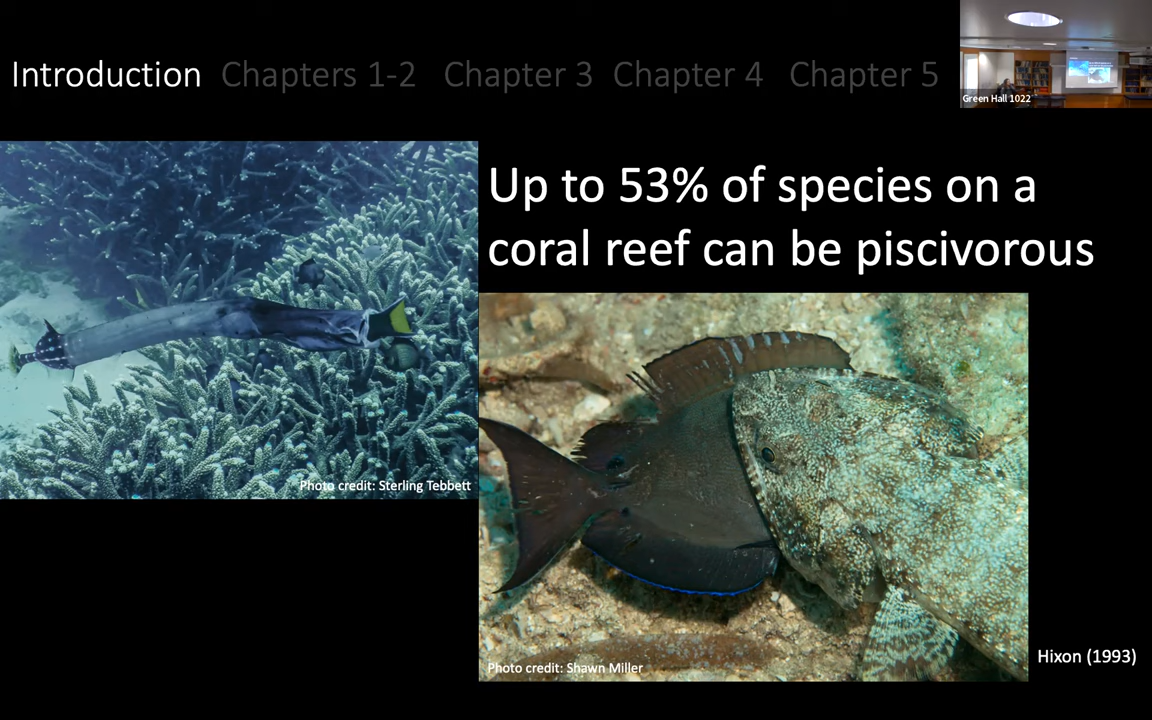 Introduction Chapters 1-2 Chapter 3 Chapter 4 Chapter 5
Green Hall 1022
Up to 53% of species on a
coral reef can be piscivorous
Photo credit: Sterling Tebbett
Photo credit: Shawn Miller
Hixon (1993)